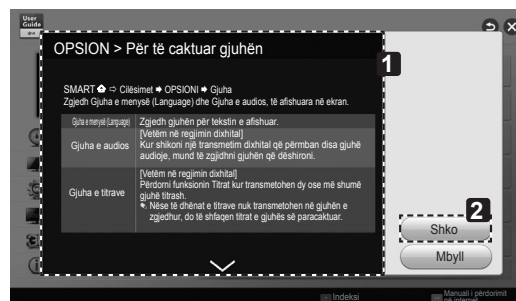 User
Guide
OPSION > Për të caktuar gjuhën
1
SMART ⇨ Cilësimet ➡ OPSIONI ➡ Gjuha
Zgjedh Gjuha e menysë (Language) dhe Gjuha e audios, të afishuara në ekran.
Gjuha e menysë (Language) Zgjedh gjuhën për tekstin e afishuar.
Gjuha e audios
[Vetëm në regjimin dixhital]
Kur shikoni një transmetim dixhital që përmban disa gjuhë
audioje, mund të zgjidhni gjuhën që dëshironi.
Gjuha e titrave
[Vetëm në regjimin dixhital]
Përdorni funksionin Titrat kur transmetohen dy ose më shumë
gjuhë titrash.
Nëse të dhënat e titrave nuk transmetohen në gjuhën e
zgjedhur, do të shfaqen titrat e gjuhës së paracaktuar.
2
Shko
Mbyll
Indeksi
Manuali i përdorimit
në internet